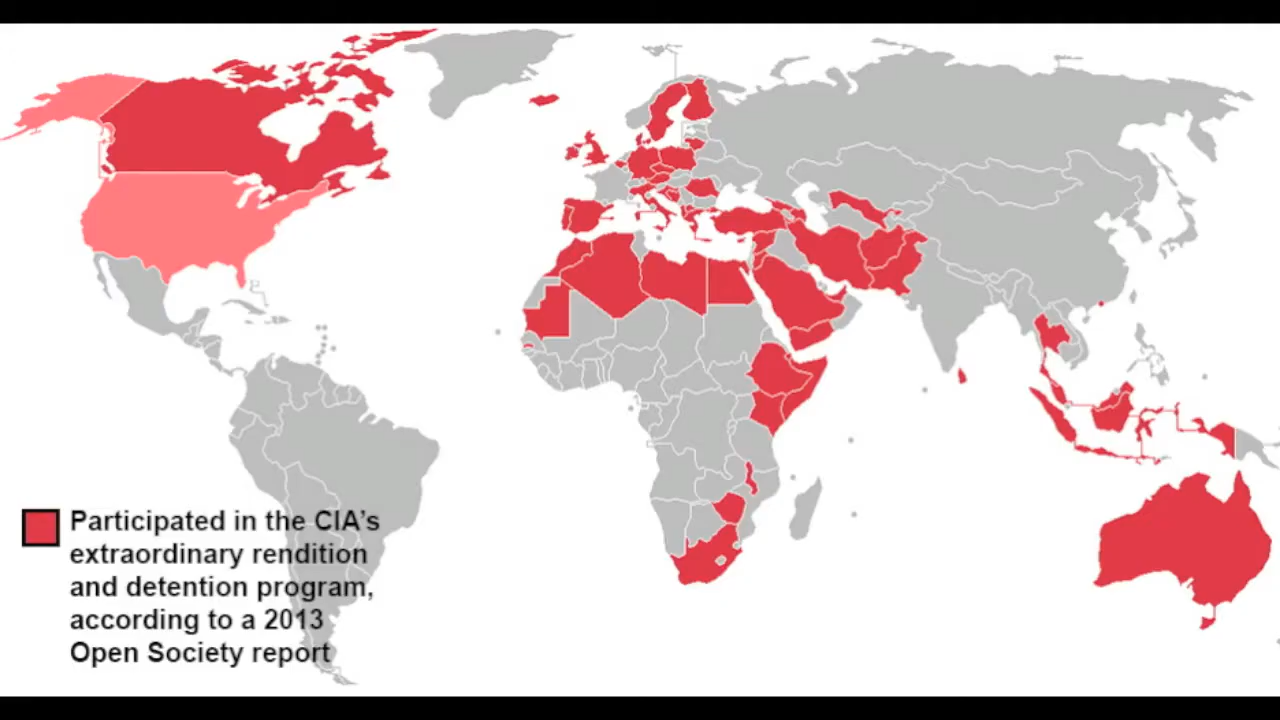 Participated in the CIA's
extraordinary rendition
and detention program,
according to a 2013
Open Society report